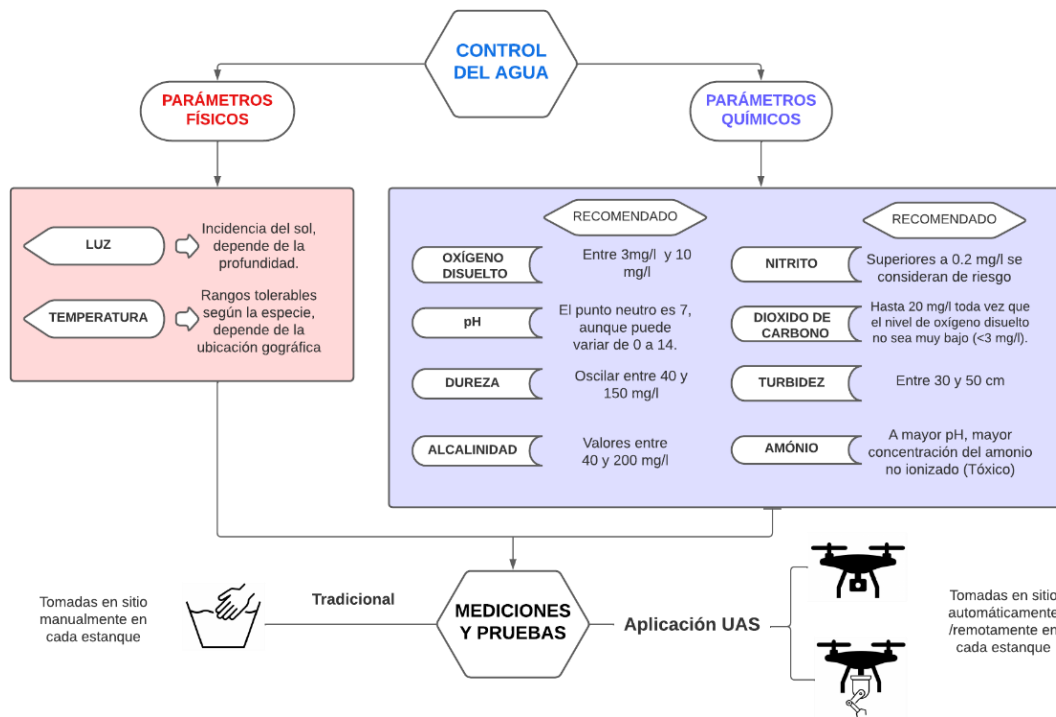 CONTROL
DEL AGUA
PARÁMETROS
FÍSICOS
PARÁMETROS
QUÍMICOS
LUZ
Incidencia del sol,
depende de la
profundidad.
TEMPERATURA
Rangos tolerables
según la especie,
depende de la
ubicación gográfica
RECOMENDADO
OXÍGENO
DISUELTO
Entre 3mg/l y 10
mg/l
pH
El punto neutro es 7,
aunque puede
variar de 0 a 14.
DUREZA
Oscilar entre 40 y
150 mg/l
ALCALINIDAD
Valores entre
40 y 200 mg/l
RECOMENDADO
NITRITO
Superiores a 0.2 mg/l se
consideran de riesgo
DIOXIDO DE
CARBONO
Hasta 20 mg/l toda vez que
el nivel de oxígeno disuelto
no sea muy bajo (<3 mg/l).
TURBIDEZ
Entre 30 y 50 cm
AMÓNIO
A mayor pH, mayor
concentración del amonio
no ionizado (Tóxico)
Tomadas en sitio
manualmente en
cada estanque
Tradicional
MEDICIONES
Y PRUEBAS
Aplicación UAS
Tomadas en sitio
automáticamente
/remotamente en
cada estanque